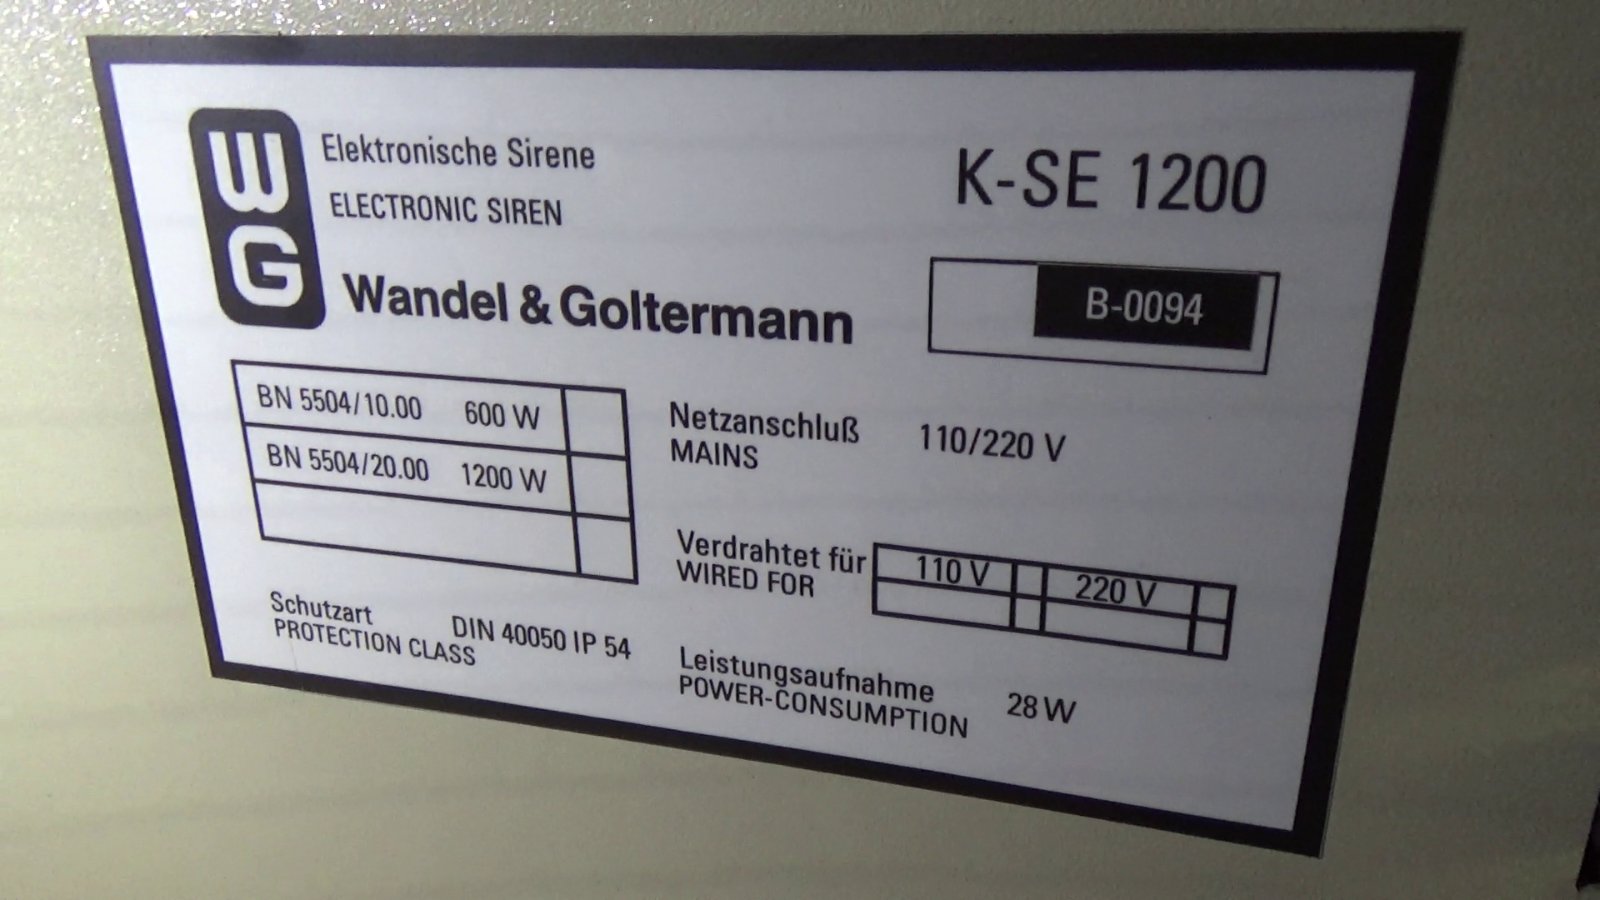 WG
Elektronische Sirene
ELECTRONIC SIREN
Wandel & Goltermann
K-SE 1200
B-0094
BN 5504/10.00 600 W
BN 5504/20.00 1200 W
Netzanschluß
MAINS
110/220 V
Verdrahtet für
WIRED FOR
110 V 220 V
Schutzart
PROTECTION CLASS
DIN 40050 IP 54
Leistungsaufnahme
POWER-CONSUMPTION
28 W